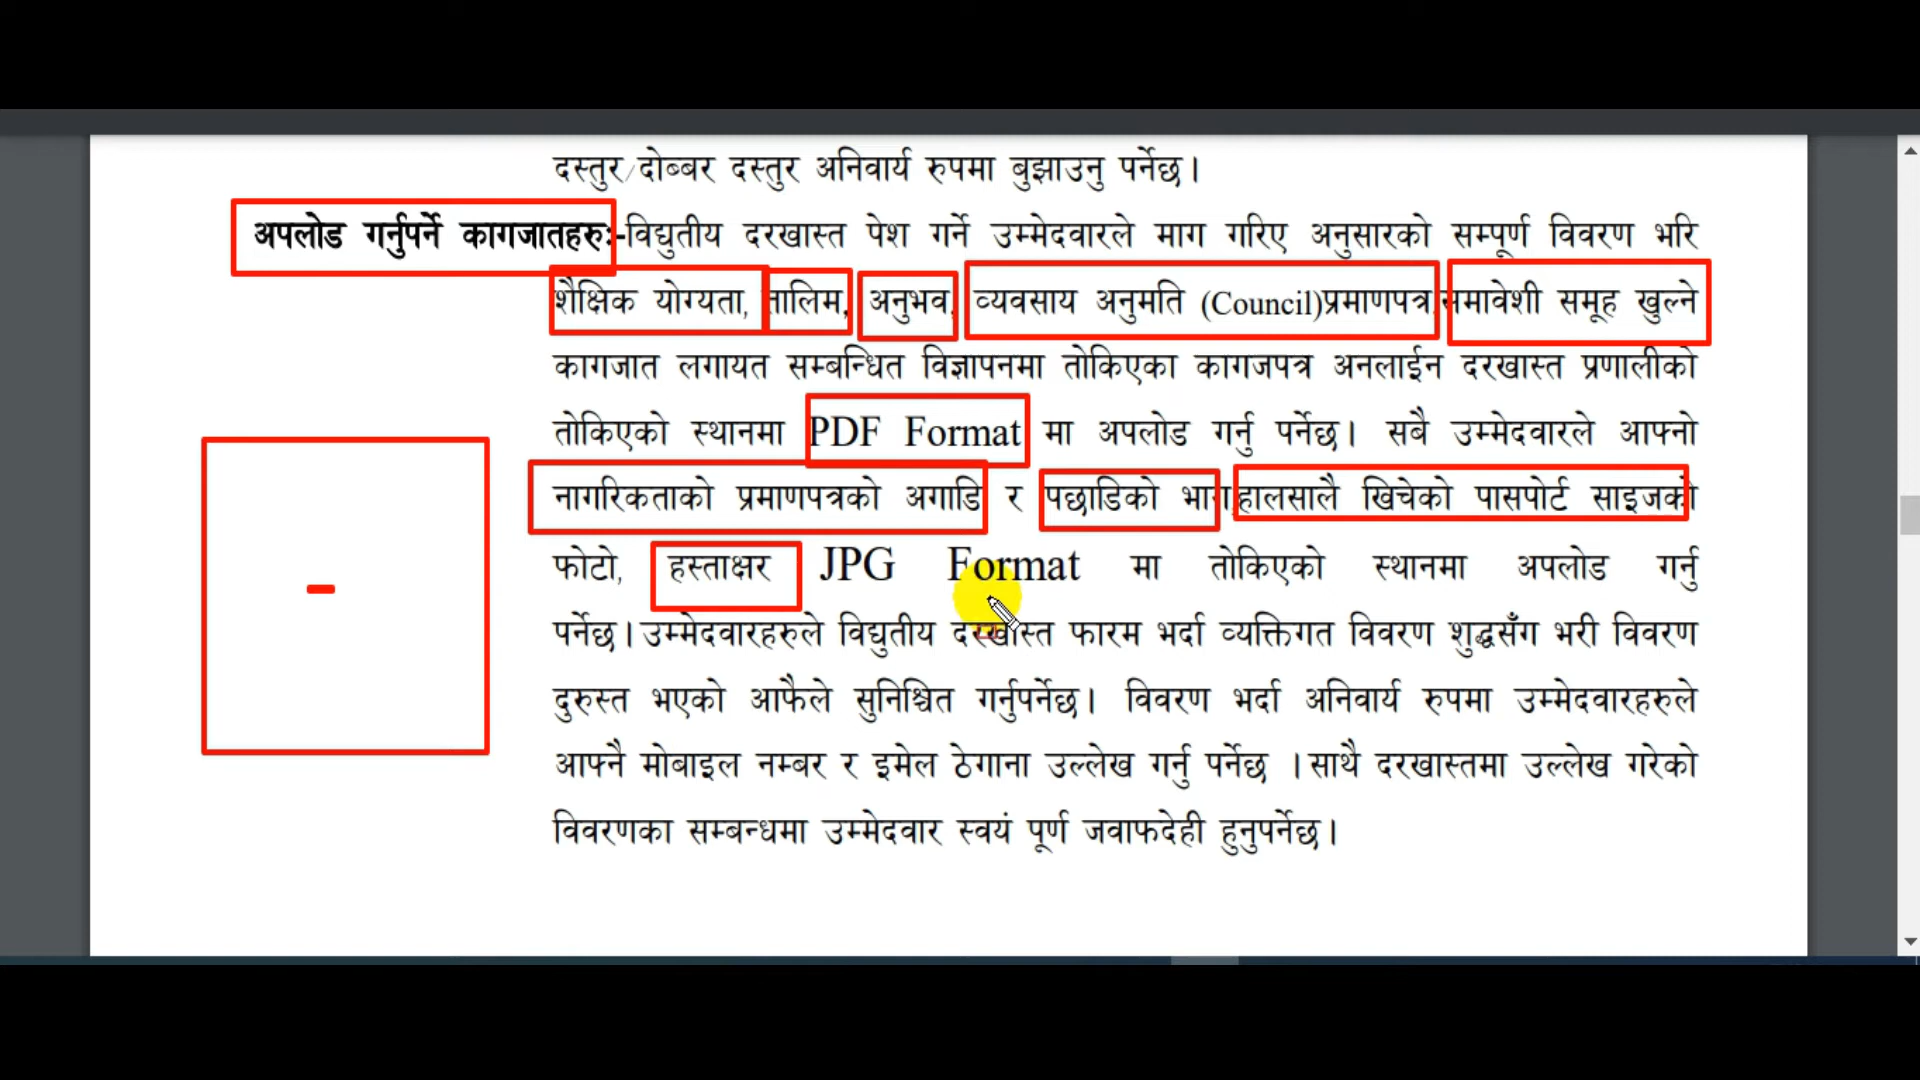 दस्तुर/दोब्बर दस्तुर अनिवार्य रुपमा बुझाउनु पर्नेछ।
अपलोड गर्नुपर्ने कागजातहरुः-विद्युतीय दरखास्त पेश गर्ने उम्मेदवारले माग गरिए अनुसारको सम्पूर्ण विवरण भरि
शैक्षिक योग्यता, तालिम, अनुभव, व्यवसाय अनुमति (Council)प्रमाणपत्र,समावेशी समूह खुल्ने
कागजात लगायत सम्बन्धित विज्ञापनमा तोकिएका कागजपत्र अनलाईन दरखास्त प्रणालीको
तोकिएको स्थानमा PDF Format मा अपलोड गर्नु पर्नेछ। सबै उम्मेदवारले आफ्नो
नागरिकताको प्रमाणपत्रको अगाडि र पछाडिको भाग,हालसालै खिचेको पासपोर्ट साइजको
फोटो, हस्ताक्षर JPG Format मा तोकिएको स्थानमा अपलोड गर्नु
पर्नेछ।उम्मेदवारहरुले विद्युतीय दरखास्त फारम भर्दा व्यक्तिगत विवरण शुद्धसँग भरी विवरण
दुरुस्त भएको आफैले सुनिश्चित गर्नुपर्नेछ। विवरण भर्दा अनिवार्य रुपमा उम्मेदवारहरुले
आफ्नै मोबाइल नम्बर र इमेल ठेगाना उल्लेख गर्नु पर्नेछ ।साथै दरखास्तमा उल्लेख गरेको
विवरणका सम्बन्धमा उम्मेदवार स्वयं पूर्ण जवाफदेही हुनुपर्नेछ।